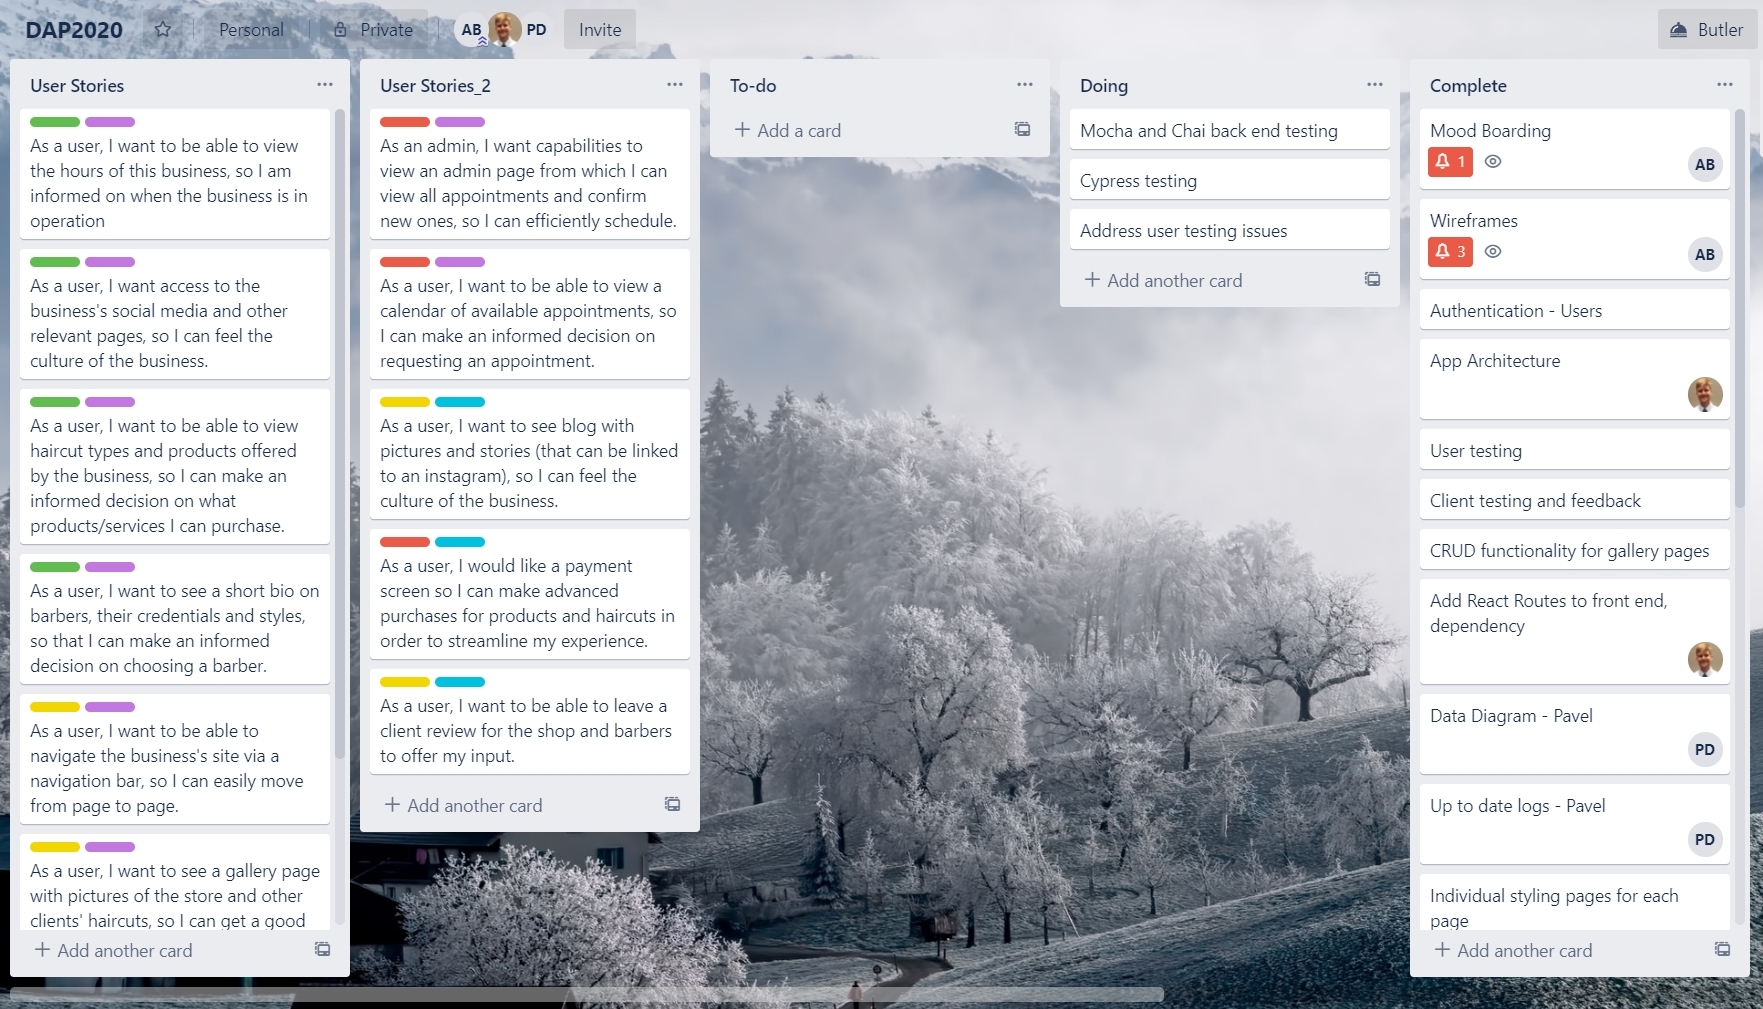 DAP2020
Personal
Private
AB
PD
Invite
Butler
User Stories
As a user, I want to be able to view
the hours of this business, so I am
informed on when the business is in
operation
As a user, I want access to the
business's social media and other
relevant pages, so I can feel the
culture of the business.
As a user, I want to be able to view
haircut types and products offered
by the business, so I can make an
informed decision on what
products/services I can purchase.
As a user, I want to see a short bio on
barbers, their credentials and styles,
so that I can make an informed
decision on choosing a barber.
As a user, I want to be able to
navigate the business's site via a
navigation bar, so I can easily move
from page to page.
As a user, I want to see a gallery page
with pictures of the store and other
clients' haircuts, so I can get a good
+ Add another card
User Stories_2
As an admin, I want capabilities to
view an admin page from which I can
view all appointments and confirm
new ones, so I can efficiently schedule.
As a user, I want to be able to view a
calendar of available appointments, so
I can make an informed decision on
requesting an appointment.
As a user, I want to see blog with
pictures and stories (that can be linked
to an instagram), so I can feel the
culture of the business.
As a user, I would like a payment
screen so I can make advanced
purchases for products and haircuts in
order to streamline my experience.
As a user, I want to be able to leave a
client review for the shop and barbers
to offer my input.
+ Add another card
To-do
+ Add a card
Doing
Mocha and Chai back end testing
Cypress testing
Address user testing issues
+ Add another card
Complete
Mood Boarding
1
AB
Wireframes
3
AB
Authentication - Users
App Architecture
User testing
Client testing and feedback
CRUD functionality for gallery pages
Add React Routes to front end,
dependency
Data Diagram - Pavel
PD
Up to date logs - Pavel
PD
Individual styling pages for each
page
+ Add another card